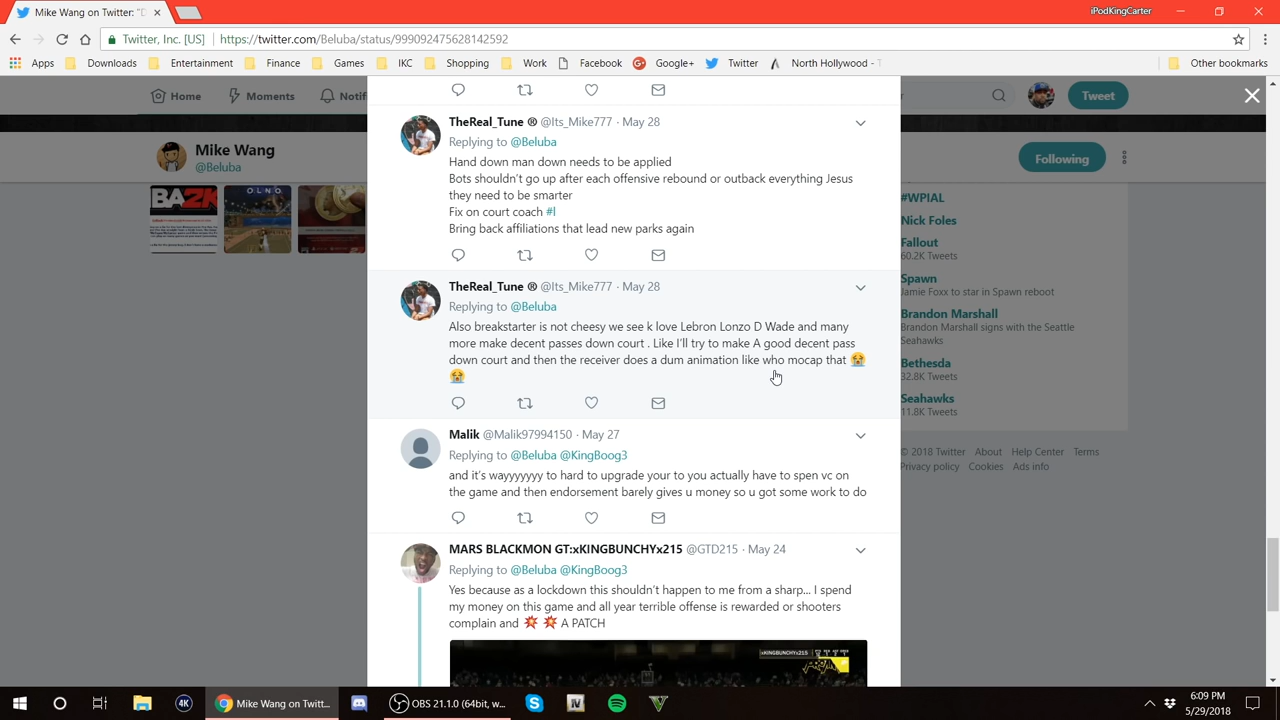 Mike Wang on Twitter: "D
iPodKingCarter
Twitter, Inc. [US]
https://twitter.com/Beluba/status/999092475628142592
Apps
Downloads
Entertainment
Finance
Games
IKC
Shopping
Work
Facebook
Google+
Twitter
North Hollywood - T
Other bookmarks
Home
Moments
Notifi
Tweet
Mike Wang
@Beluba
Following
TheReal_Tune ® @Its_Mike777 · May 28
Replying to @Beluba
Hand down man down needs to be applied
Bots shouldn't go up after each offensive rebound or outback everything Jesus
they need to be smarter
Fix on court coach #I
Bring back affiliations that lead new parks again
TheReal_Tune ® @Its_Mike777 · May 28
Replying to @Beluba
Also breakstarter is not cheesy we see k love Lebron Lonzo D Wade and many
more make decent passes down court . Like I'll try to make A good decent pass
down court and then the receiver does a dum animation like who mocap that 😭
😭
Malik @Malik97994150 · May 27
Replying to @Beluba @KingBoog3
and it's wayyyyyyy to hard to upgrade your to you actually have to spen vc on
the game and then endorsement barely gives u money so u got some work to do
MARS BLACKMON GT:xKINGBUNCHYx215 @GTD215 · May 24
Replying to @Beluba @KingBoog3
Yes because as a lockdown this shouldn't happen to me from a sharp... I spend
my money on this game and all year terrible offense is rewarded or shooters
complain and 💥 💥 A PATCH
xKINGBUNCHYx215
#WPIAL
Nick Foles
Fallout
60.2K Tweets
Spawn
Jamie Foxx to star in Spawn reboot
Brandon Marshall
Brandon Marshall signs with the Seattle
Seahawks
Bethesda
32.8K Tweets
Seahawks
11.8K Tweets
© 2018 Twitter About Help Center Terms
Privacy policy Cookies Ads info
4K
Mike Wang on Twitt...
OBS 21.1.0 (64bit, w...
6:09 PM
5/29/2018